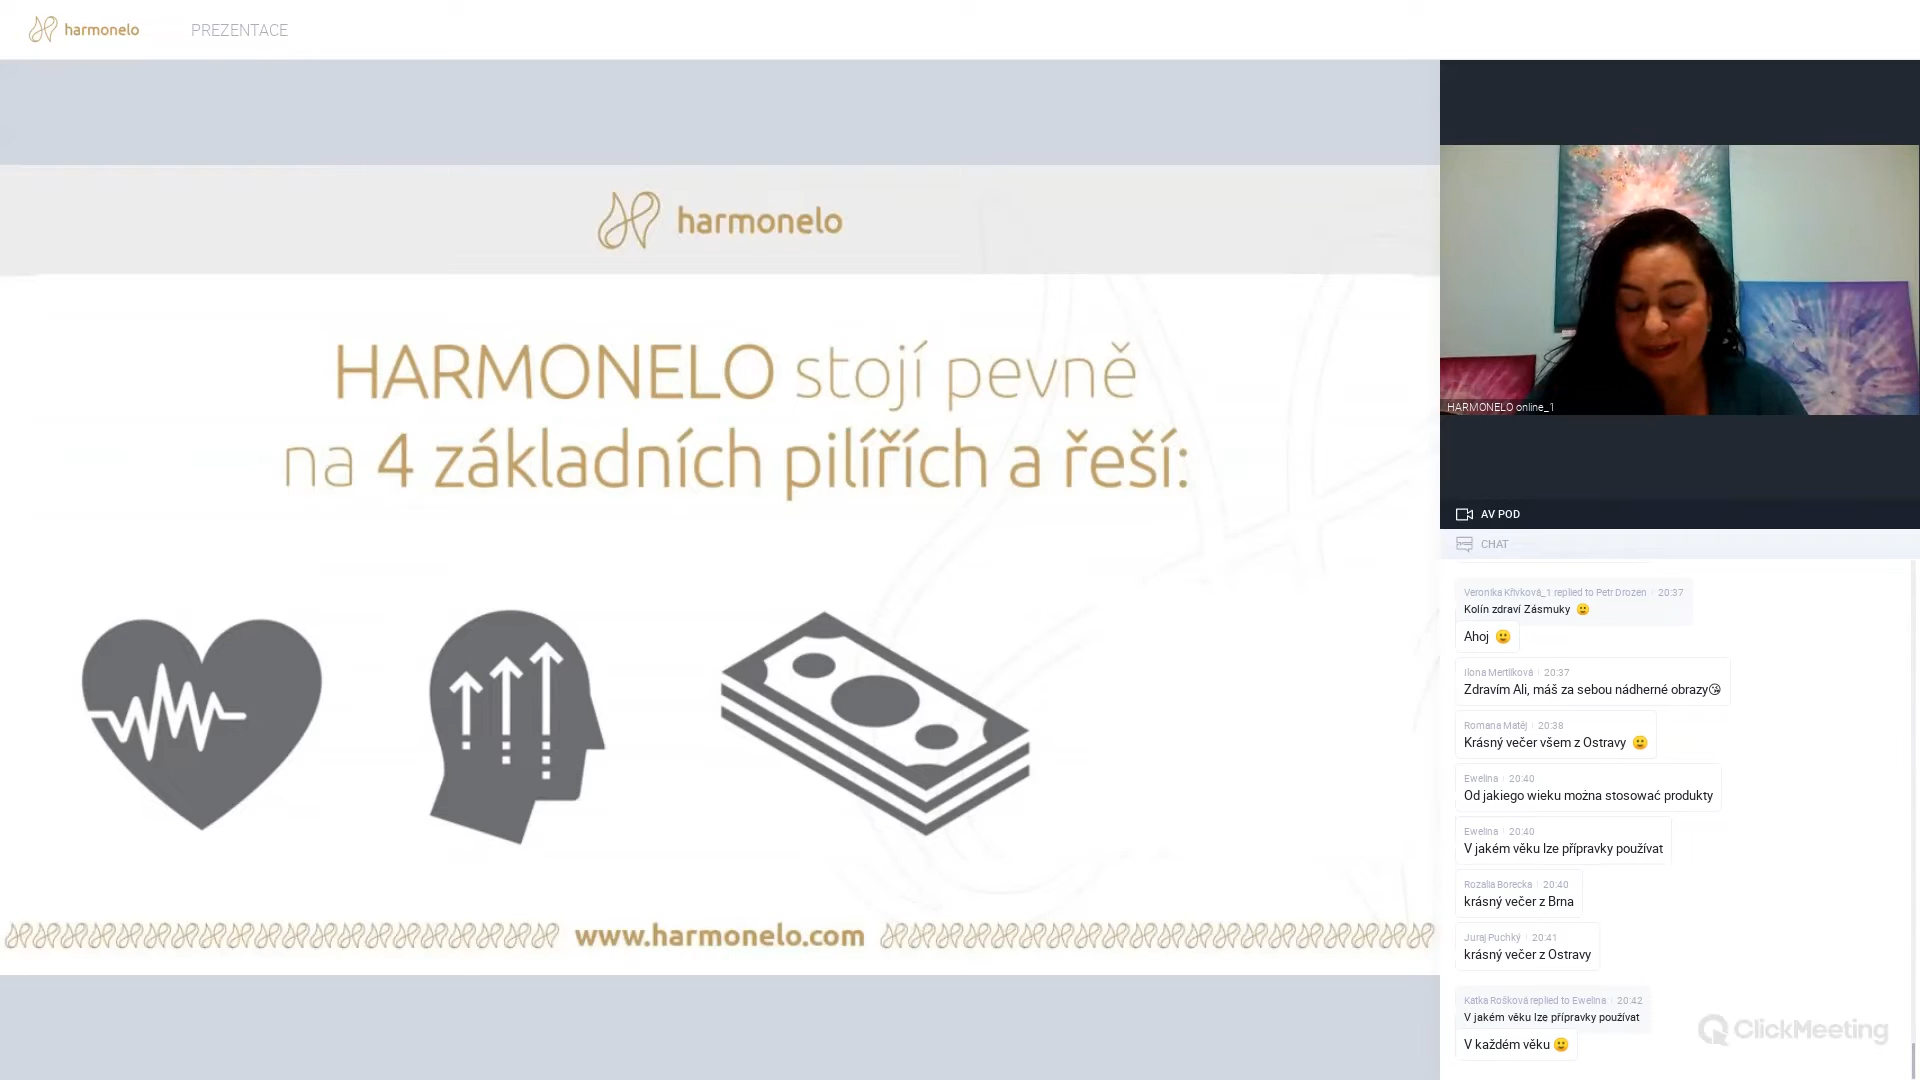 harmonelo
PREZENTACE
harmonelo
HARMONELO stojí pevně
na 4 základních pilířích a řeší:
www.harmonelo.com
HARMONELO online_1
AV POD
CHAT
Veronika Křivková_1 replied to Petr Drozen 20:37
Kolín zdraví Zásmuky 🙂
Ahoj 🙂
Ilona Mertlíková 20:37
Zdravím Ali, máš za sebou nádherné obrazy😘
Romana Matěj 20:38
Krásný večer všem z Ostravy 🙂
Ewelina 20:40
Od jakiego wieku można stosować produkty
Ewelina 20:40
V jakém věku lze přípravky používat
Rozalia Borecka 20:40
krásný večer z Brna
Juraj Puchký 20:41
krásný večer z Ostravy
Katka Rošková replied to Ewelina 20:42
V jakém věku lze přípravky používat
V každém věku 🙂
ClickMeeting